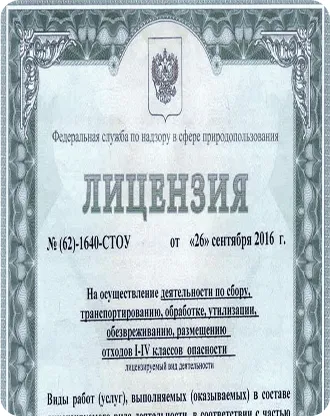 Федеральная служба по надзору в сфере природопользования
ЛИЦЕНЗИЯ
№ (62)-1640-СТОУ от «26» сентября 2016 г.
На осуществление деятельности по сбору,
транспортированию, обработке, утилизации,
обезвреживанию, размещению
отходов I-IV классов опасности
лицензируемый вид деятельности
Виды работ (услуг), выполняемых (оказываемых) в составе
лицензируемого вида деятельности, в соответствии с частью